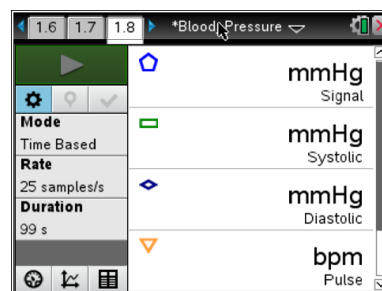 1.6 1.7 1.8 *Blood Pressure
mmHg
Signal
Mode
Time Based
Rate
25 samples/s
Duration
99 s
mmHg
Systolic
mmHg
Diastolic
bpm
Pulse